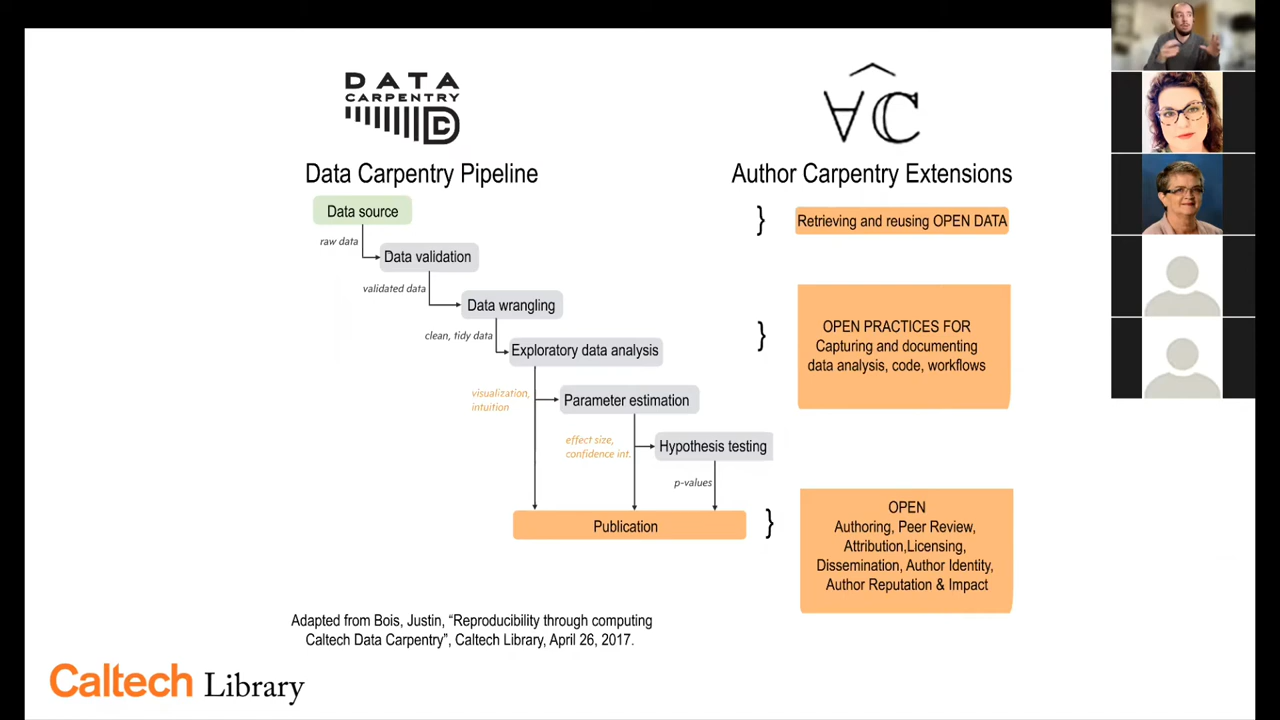 DATA
CARPENTRY
DC
∀C
Data Carpentry Pipeline
Author Carpentry Extensions
Data source
Retrieving and reusing OPEN DATA
raw data
Data validation
validated data
Data wrangling
clean, tidy data
Exploratory data analysis
OPEN PRACTICES FOR
Capturing and documenting
data analysis, code, workflows
visualization,
intuition
Parameter estimation
effect size,
confidence int.
Hypothesis testing
p-values
Publication
OPEN
Authoring, Peer Review,
Attribution,Licensing,
Dissemination, Author Identity,
Author Reputation & Impact
Adapted from Bois, Justin, “Reproducibility through computing
Caltech Data Carpentry”, Caltech Library, April 26, 2017.
Caltech Library